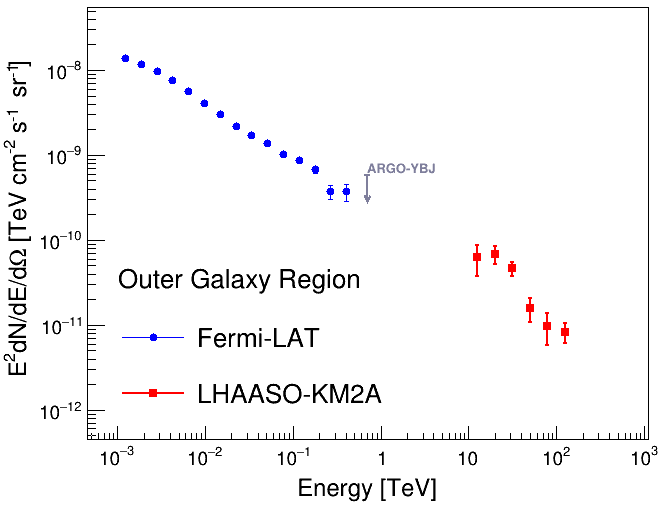 E²dN/dE/dΩ [TeV cm⁻² s⁻¹ sr⁻¹]
10⁻⁸
10⁻⁹
10⁻¹⁰
10⁻¹¹
10⁻¹²
ARGO-YBJ
Outer Galaxy Region
Fermi-LAT
LHAASO-KM2A
10⁻³ 10⁻² 10⁻¹ 1 10 10² 10³
Energy [TeV]